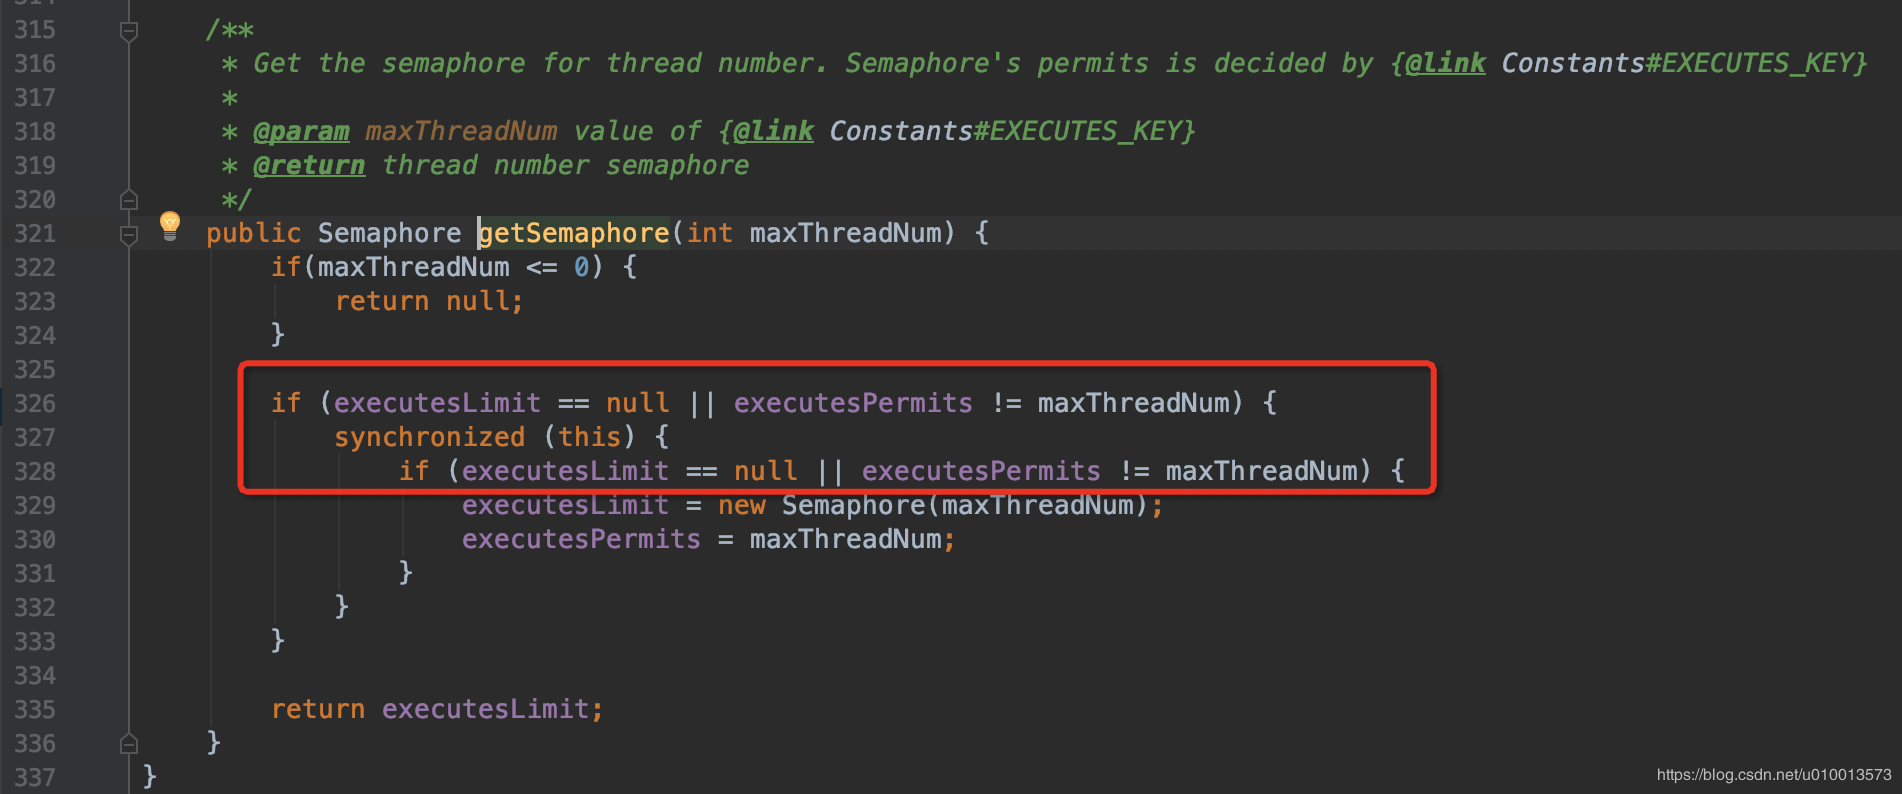 314
315 /**
316 * Get the semaphore for thread number. Semaphore's permits is decided by {@link Constants#EXECUTES_KEY}
317 *
318 * @param maxThreadNum value of {@link Constants#EXECUTES_KEY}
319 * @return thread number semaphore
320 */
321 public Semaphore getSemaphore(int maxThreadNum) {
322 if(maxThreadNum <= 0) {
323 return null;
324 }
325
326 if (executesLimit == null || executesPermits != maxThreadNum) {
327 synchronized (this) {
328 if (executesLimit == null || executesPermits != maxThreadNum) {
329 executesLimit = new Semaphore(maxThreadNum);
330 executesPermits = maxThreadNum;
331 }
332 }
333 }
334
335 return executesLimit;
336 }
337 }
https://blog.csdn.net/u010013573